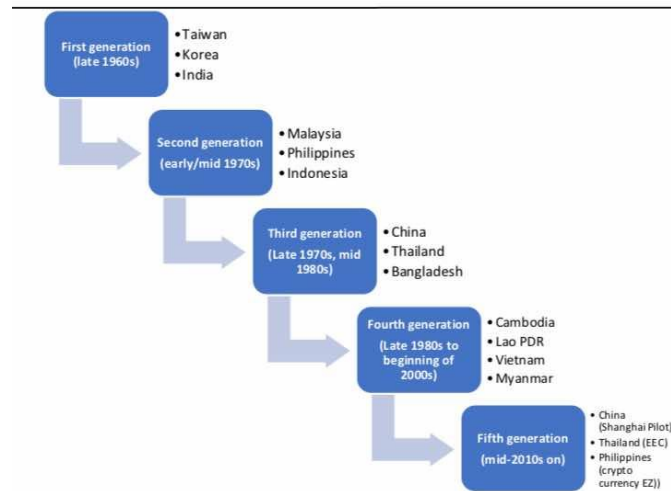 First generation
(late 1960s)
• Taiwan
• Korea
• India
Second generation
(early/mid 1970s)
• Malaysia
• Philippines
• Indonesia
Third generation
(Late 1970s, mid
1980s)
• China
• Thailand
• Bangladesh
Fourth generation
(Late 1980s to
beginning of
2000s)
• Cambodia
• Lao PDR
• Vietnam
• Myanmar
Fifth generation
(mid-2010s on)
• China
(Shanghai Pilot)
• Thailand (EEC)
• Philippines
(crypto
currency EZ))